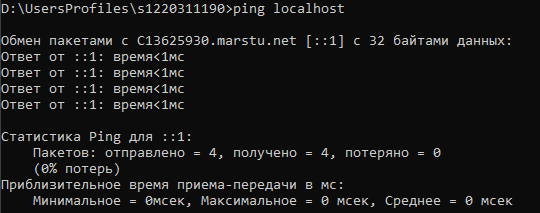 D:\UsersProfiles\s1220311190>ping localhost
Обмен пакетами с C13625930.marstu.net [::1] с 32 байтами данных:
Ответ от ::1: время<1мс
Ответ от ::1: время<1мс
Ответ от ::1: время<1мс
Ответ от ::1: время<1мс
Статистика Ping для ::1:
Пакетов: отправлено = 4, получено = 4, потеряно = 0
(0% потерь)
Приблизительное время приема-передачи в мс:
Минимальное = 0мсек, Максимальное = 0 мсек, Среднее = 0 мсек